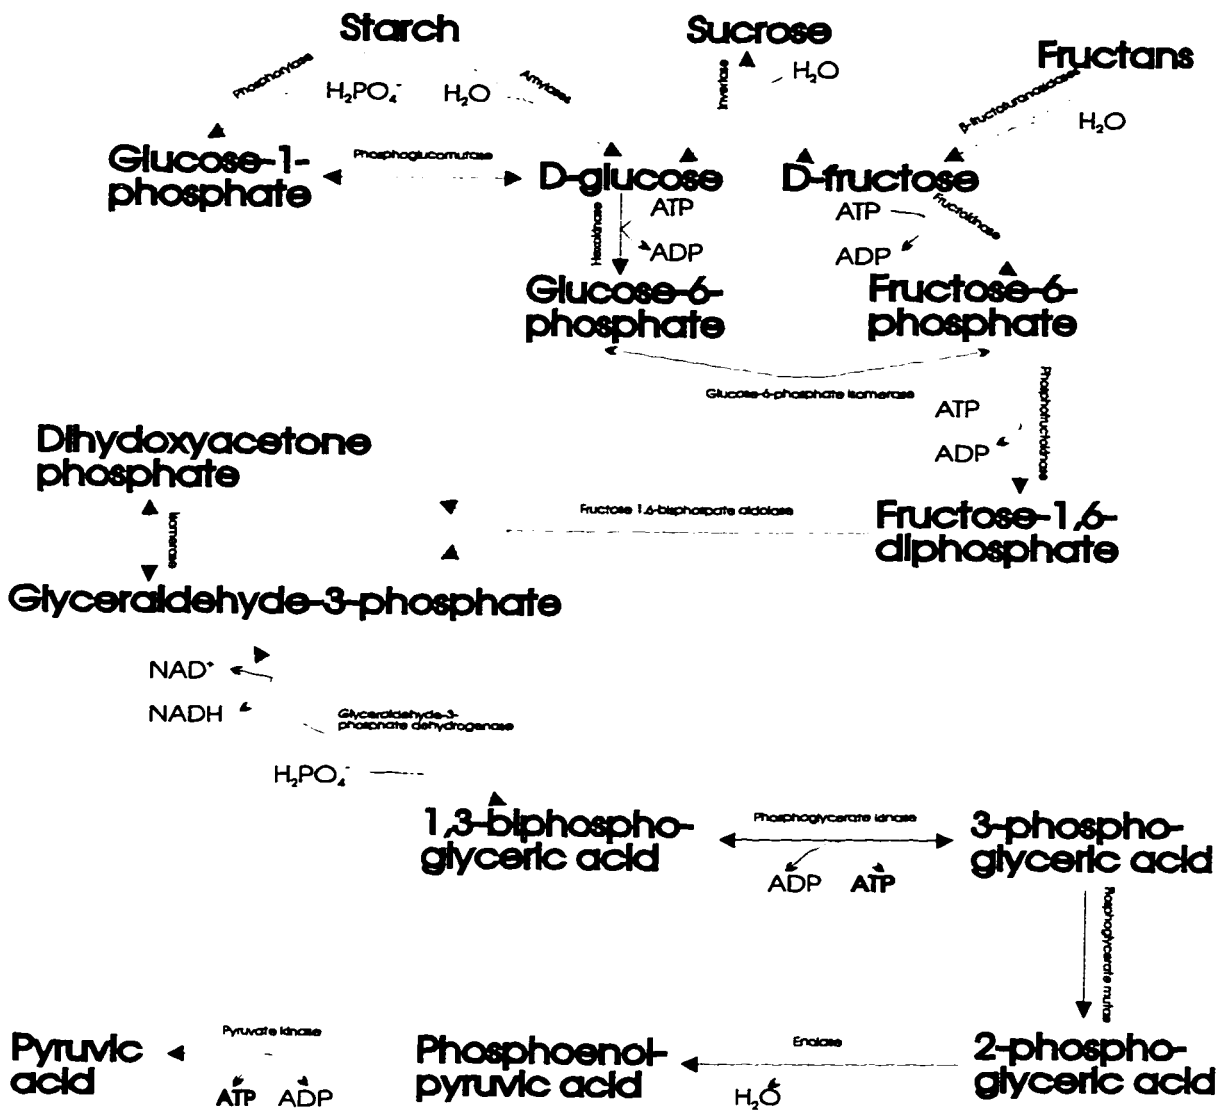 Starch
Sucrose
Fructans
Phosphorylase
H₂PO₄⁻
H₂O
Amylases
Invertase
H₂O
β-fructofuranosidases
H₂O
Glucose-1-
phosphate
Phosphoglucomutase
D-glucose
D-fructose
Hexokinase
ATP
ADP
ATP
ADP
Fructokinase
Glucose-6-
phosphate
Fructose-6-
phosphate
Glucose-6-phosphate isomerase
ATP
ADP
Phosphofructokinase
Dihydoxyacetone
phosphate
Isomerase
Fructose 1,6-bisphospate aldolase
Fructose-1,6-
diphosphate
Glyceraldehyde-3-phosphate
NAD⁺
NADH
Glyceraldehyde-3-
phosphate dehydrogenase
H₂PO₄⁻
1,3-biphospho-
glyceric acid
Phosphoglycerate kinase
ADP
ATP
3-phospho-
glyceric acid
Phosphoglycerate mutas
Pyruvic
acid
Pyruvate kinase
ATP
ADP
Phosphoenol-
pyruvic acid
Enolase
H₂O
2-phospho-
glyceric acid